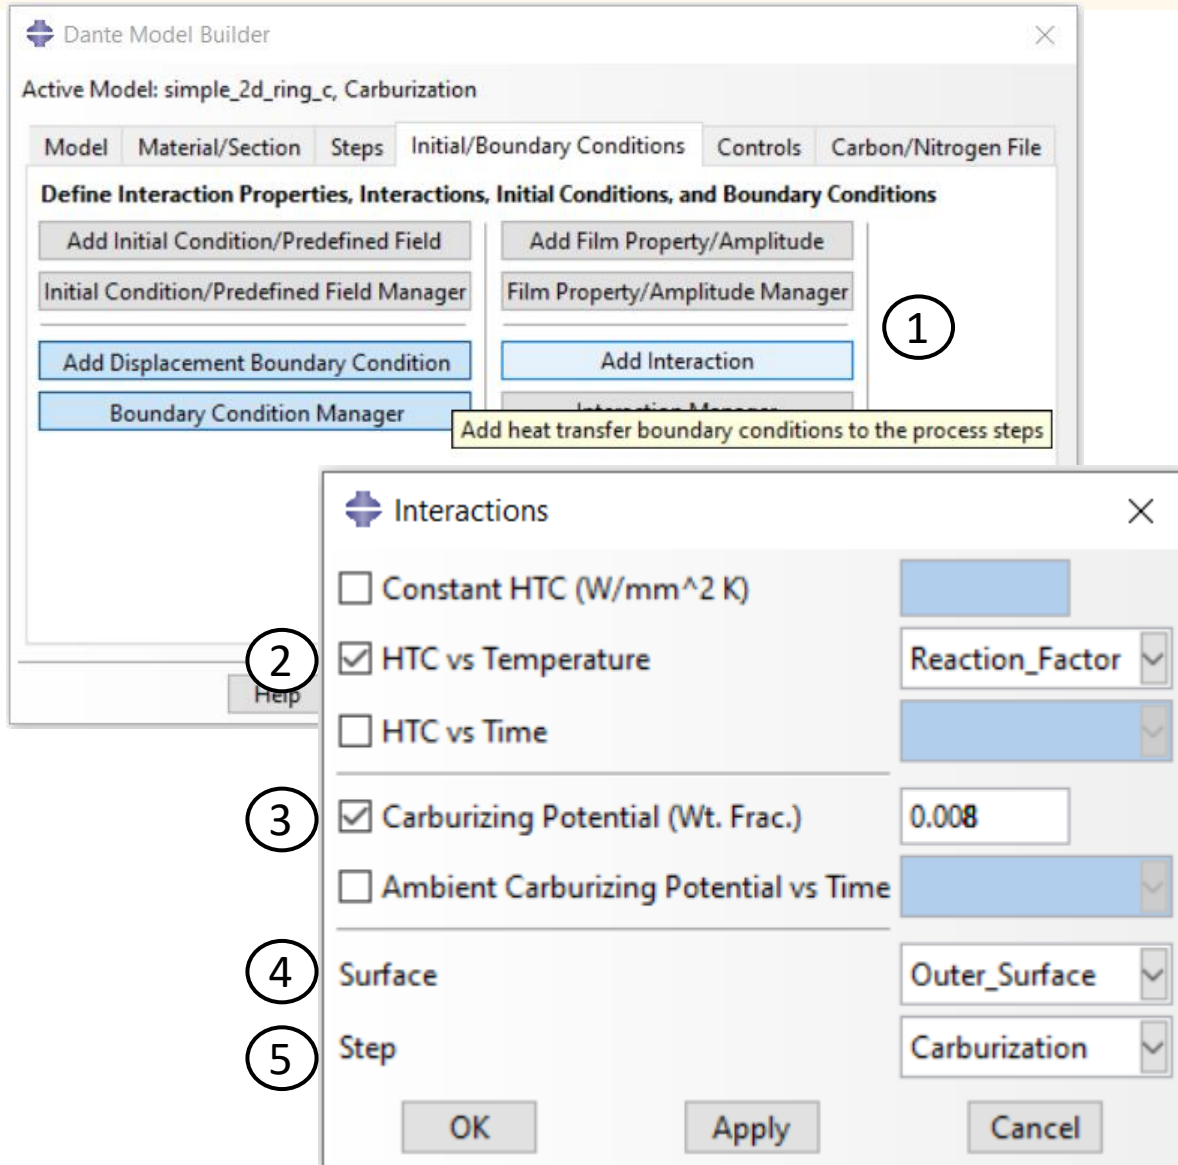 Dante Model Builder
Active Model: simple_2d_ring_c, Carburization
Model Material/Section Steps Initial/Boundary Conditions Controls Carbon/Nitrogen File
Define Interaction Properties, Interactions, Initial Conditions, and Boundary Conditions
Add Initial Condition/Predefined Field Add Film Property/Amplitude
Initial Condition/Predefined Field Manager Film Property/Amplitude Manager
1
Add Displacement Boundary Condition Add Interaction
Boundary Condition Manager Interaction Manager
Add heat transfer boundary conditions to the process steps
Interactions
Constant HTC (W/mm^2 K)
2 HTC vs Temperature Reaction_Factor
Help
HTC vs Time
3 Carburizing Potential (Wt. Frac.) 0.008
Ambient Carburizing Potential vs Time
4 Surface Outer_Surface
5 Step Carburization
OK Apply Cancel